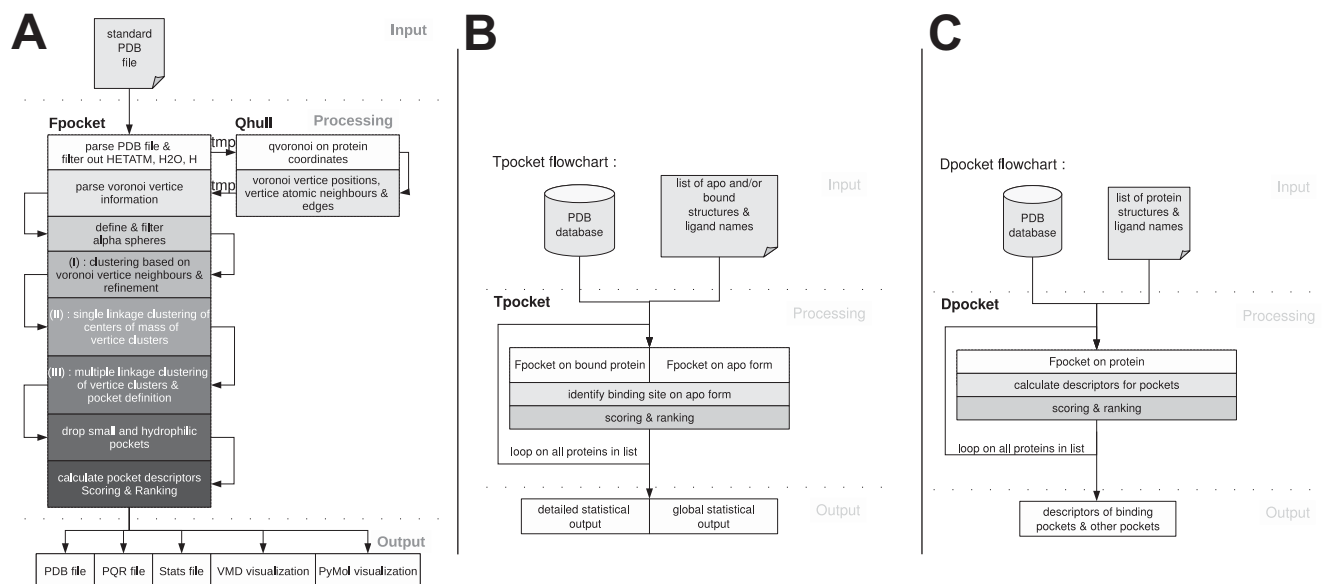 A
standard
PDB
file
Input
Fpocket
Qhull
Processing
parse PDB file &
filter out HETATM, H2O, H
tmp
qvoronoi on protein
coordinates
parse voronoi vertice
information
tmp
voronoi vertice positions,
vertice atomic neighbours &
edges
define & filter
alpha spheres
(I) : clustering based on
voronoi vertice neighbours &
refinement
(II) : single linkage clustering of
centers of mass of
vertice clusters
(III) : multiple linkage clustering
of vertice clusters &
pocket definition
drop small and hydrophilic
pockets
calculate pocket descriptors
Scoring & Ranking
Output
PDB file
PQR file
Stats file
VMD visualization
PyMol visualization
B
Tpocket flowchart :
PDB
database
list of apo and/or
bound
structures &
ligand names
Input
Tpocket
Processing
Fpocket on bound protein
Fpocket on apo form
identify binding site on apo form
scoring & ranking
loop on all proteins in list
detailed statistical
output
global statistical
output
Output
C
Dpocket flowchart :
PDB
database
list of protein
structures &
ligand names
Input
Dpocket
Processing
Fpocket on protein
calculate descriptors for pockets
scoring & ranking
loop on all proteins in list
descriptors of binding
pockets & other pockets
Output